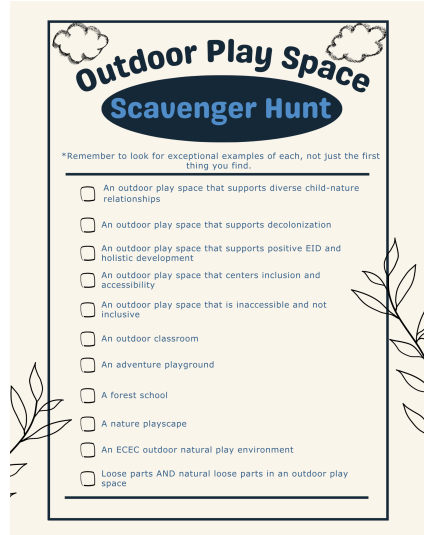 Outdoor Play Space
Scavenger Hunt
*Remember to look for exceptional examples of each, not just the first
thing you find.
An outdoor play space that supports diverse child-nature
relationships
An outdoor play space that supports decolonization
An outdoor play space that supports positive EID and
holistic development
An outdoor play space that centers inclusion and
accessibility
An outdoor play space that is inaccessible and not
inclusive
An outdoor classroom
An adventure playground
A forest school
A nature playscape
An ECEC outdoor natural play environment
Loose parts AND natural loose parts in an outdoor play
space